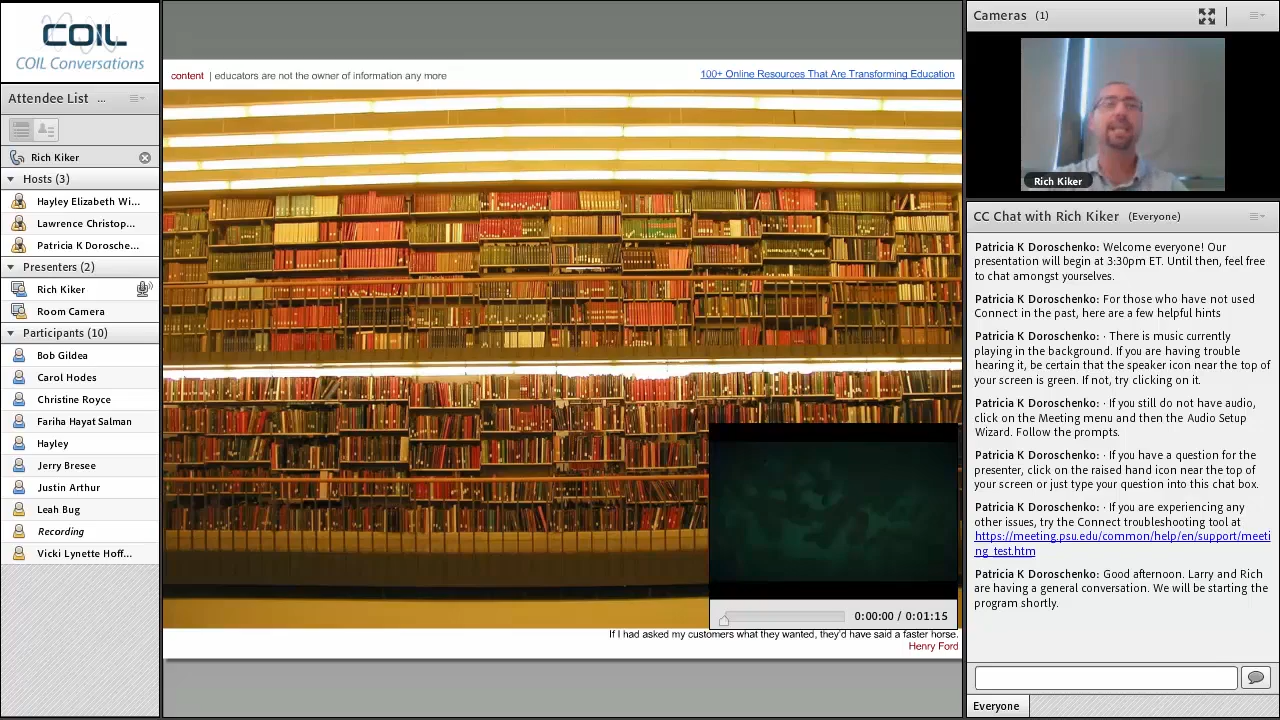 COIL
COIL Conversations
Attendee List ...
Rich Kiker
Hosts (3)
Hayley Elizabeth Wi...
Lawrence Christop...
Patricia K Dorosche...
Presenters (2)
Rich Kiker
Room Camera
Participants (10)
Bob Gildea
Carol Hodes
Christine Royce
Fariha Hayat Salman
Hayley
Jerry Bresee
Justin Arthur
Leah Bug
Recording
Vicki Lynette Hoff...
content | educators are not the owner of information any more
100+ Online Resources That Are Transforming Education
0:00:00 / 0:01:15
If I had asked my customers what they wanted, they'd have said a faster horse.
Henry Ford
Cameras (1)
Rich Kiker
CC Chat with Rich Kiker (Everyone)
Patricia K Doroschenko: Welcome everyone! Our
presentation will begin at 3:30pm ET. Until then, feel free
to chat amongst yourselves.
Patricia K Doroschenko: For those who have not used
Connect in the past, here are a few helpful hints
Patricia K Doroschenko: · There is music currently
playing in the background. If you are having trouble
hearing it, be certain that the speaker icon near the top of
your screen is green. If not, try clicking on it.
Patricia K Doroschenko: · If you still do not have audio,
click on the Meeting menu and then the Audio Setup
Wizard. Follow the prompts.
Patricia K Doroschenko: · If you have a question for the
presenter, click on the raised hand icon near the top of
your screen or just type your question into this chat box.
Patricia K Doroschenko: · If you are experiencing any
other issues, try the Connect troubleshooting tool at
https://meeting.psu.edu/common/help/en/support/meeti
ng_test.htm
Patricia K Doroschenko: Good afternoon. Larry and Rich
are having a general conversation. We will be starting the
program shortly.
Everyone